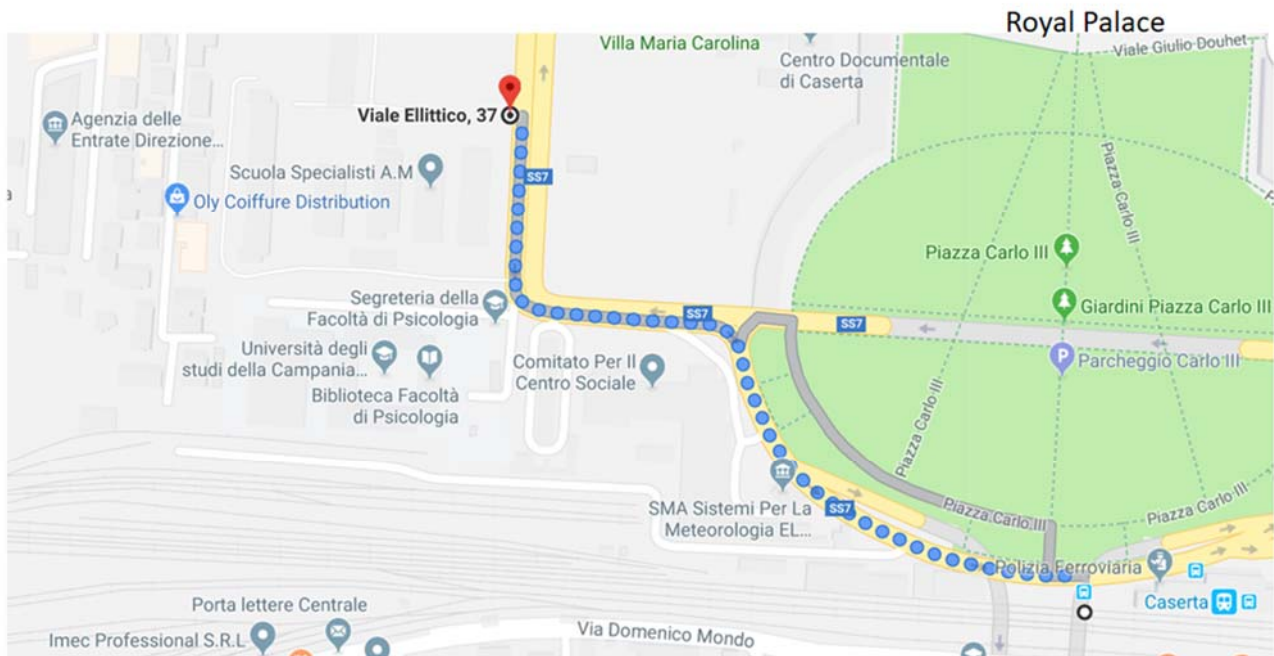 Royal Palace
Villa Maria Carolina
Centro Documentale
di Caserta
Viale Giulio Douhet
Viale Ellittico, 37
Agenzia delle
Entrate Direzione...
Scuola Specialisti A.M
SS7
Oly Coiffure Distribution
Piazza Carlo III
Piazza Carlo III
Giardini Piazza Carlo III
Segreteria della
Facoltà di Psicologia
SS7
SS7
Università degli
studi della Campania...
Comitato Per Il
Centro Sociale
P
Parcheggio Carlo III
Biblioteca Facoltà
di Psicologia
Piazza Carlo III
SMA Sistemi Per La
Meteorologia EL...
SS7
Piazza Carlo III
Piazza Carlo III
Polizia Ferroviaria
Caserta
Porta lettere Centrale
Imec Professional S.R.L
Via Domenico Mondo